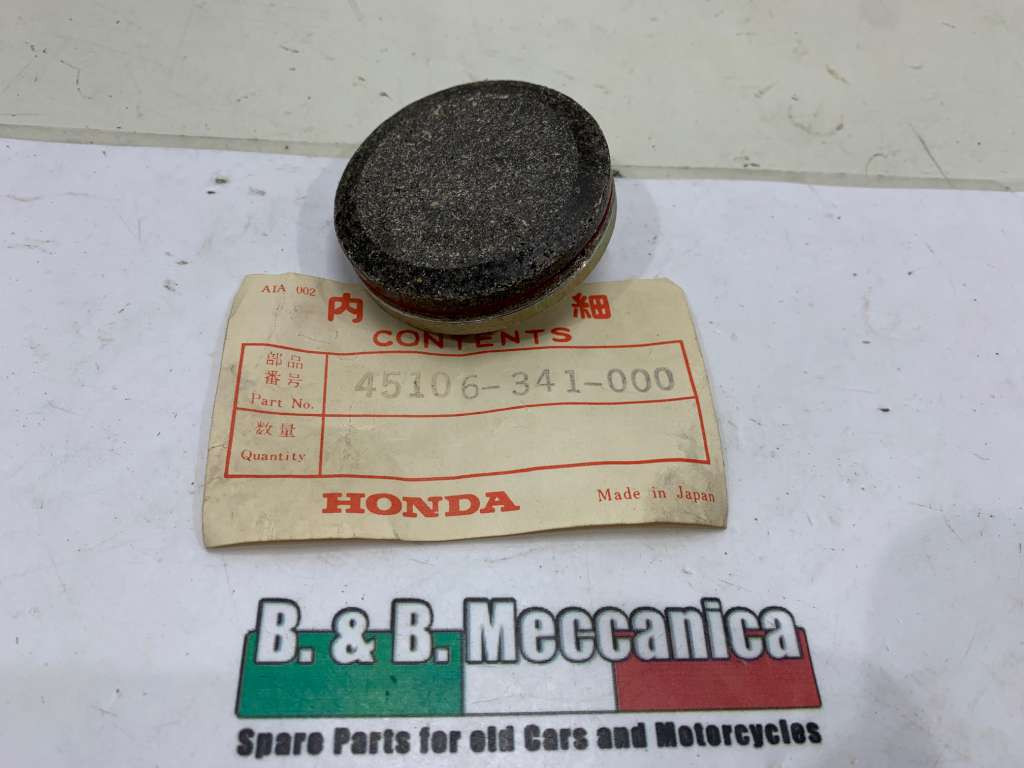 AIA 002
内 細
CONTENTS
部品
番号
Part No.
45106-341-000
数量
Quantity
HONDA
Made in Japan
B. & B. Meccanica
Spare Parts for old Cars and Motorcycles